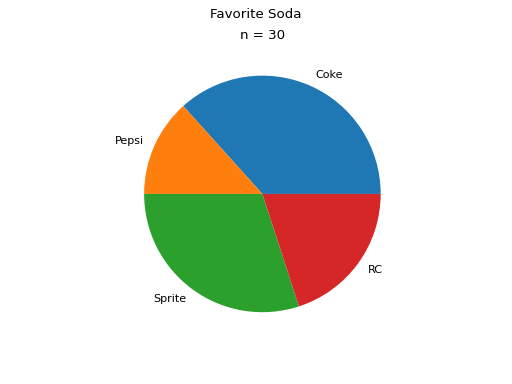 Favorite Soda
n = 30
Coke
Pepsi
Sprite
RC